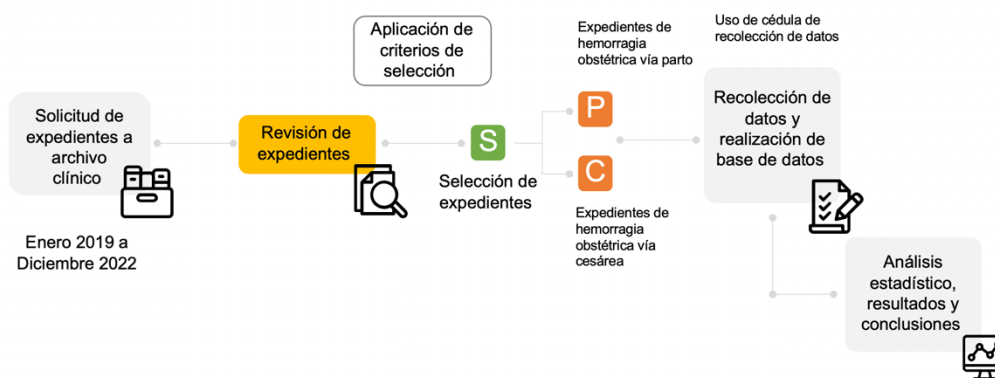 Solicitud de
expedientes a
archivo
clínico
Enero 2019 a
Diciembre 2022
Revisión de
expedientes
Aplicación de
criterios de
selección
S
Selección de
expedientes
Expedientes de
hemorragia
obstétrica vía parto
P
C
Expedientes de
hemorragia
obstétrica vía
cesárea
Uso de cédula de
recolección de datos
Recolección de
datos y
realización de
base de datos
Análisis
estadístico,
resultados y
conclusiones